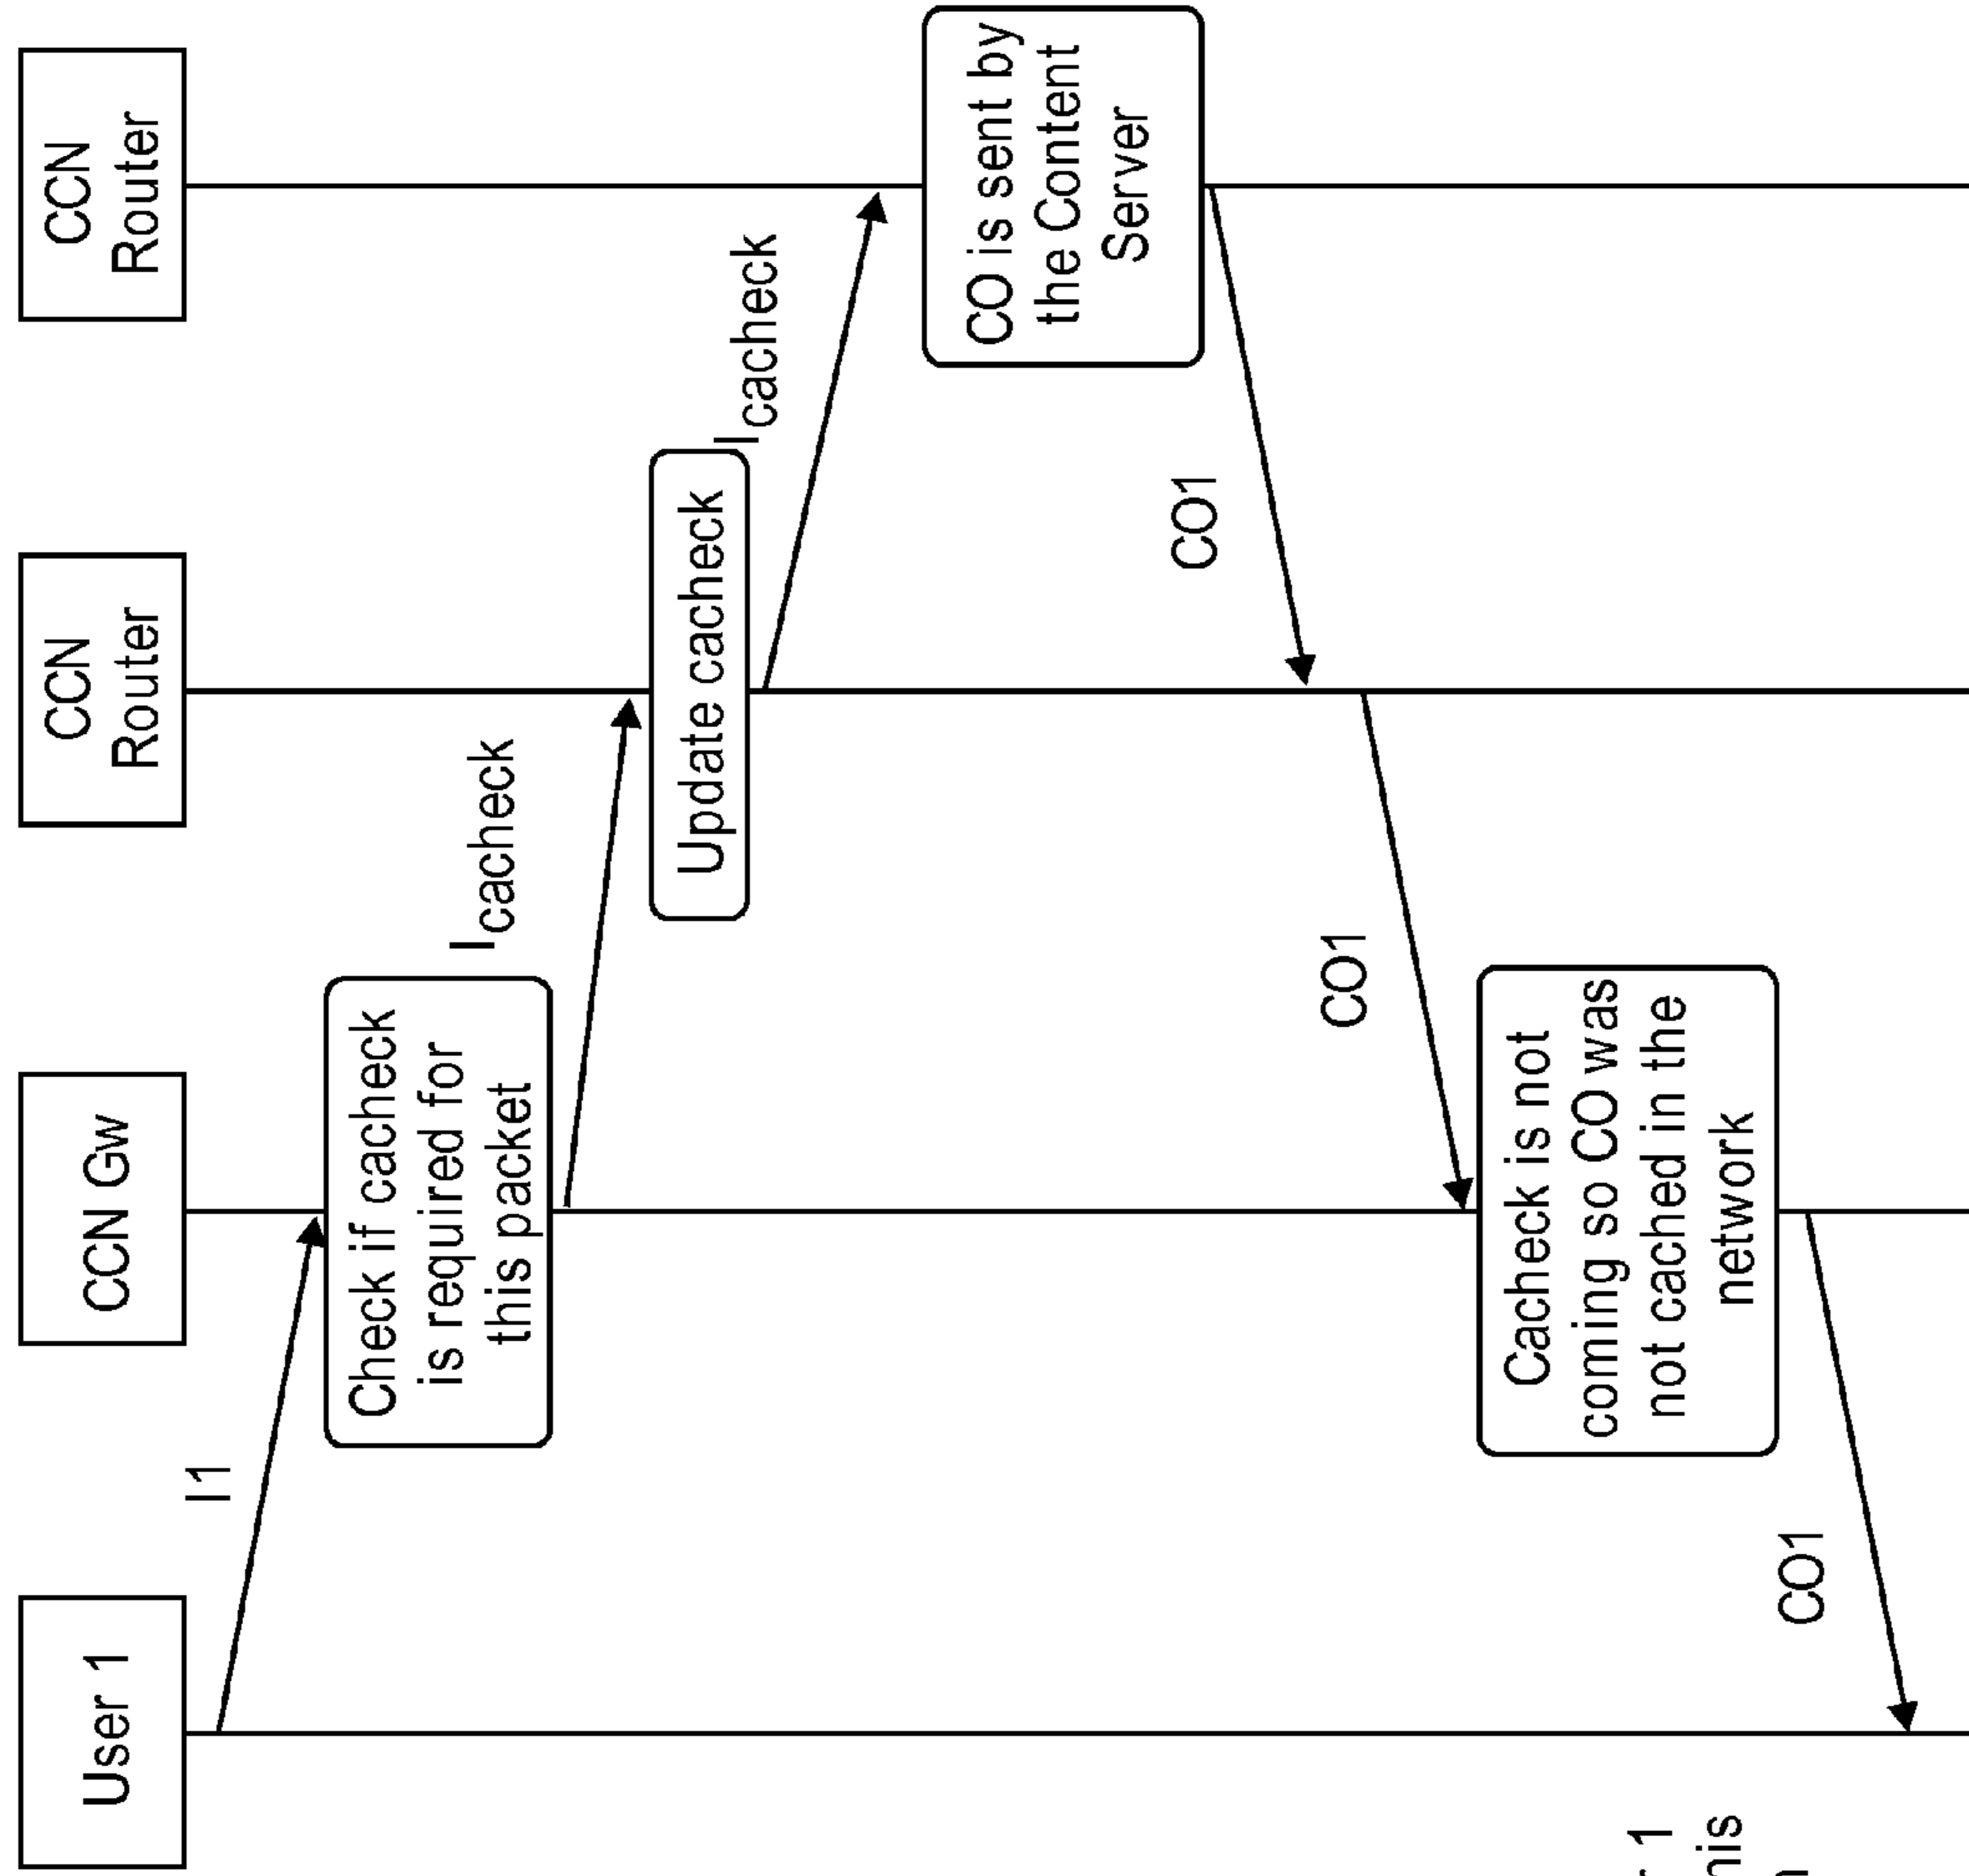 User 1
CCN Gw
CCN
Router
CCN
Router
I1
Check if cacheck
is required for
this packet
Icacheck
Update cacheck
Icacheck
CO is sent by
the Content
Server
CO1
CO1
Cacheck is not
coming so CO was
not cached in the
network
CO1